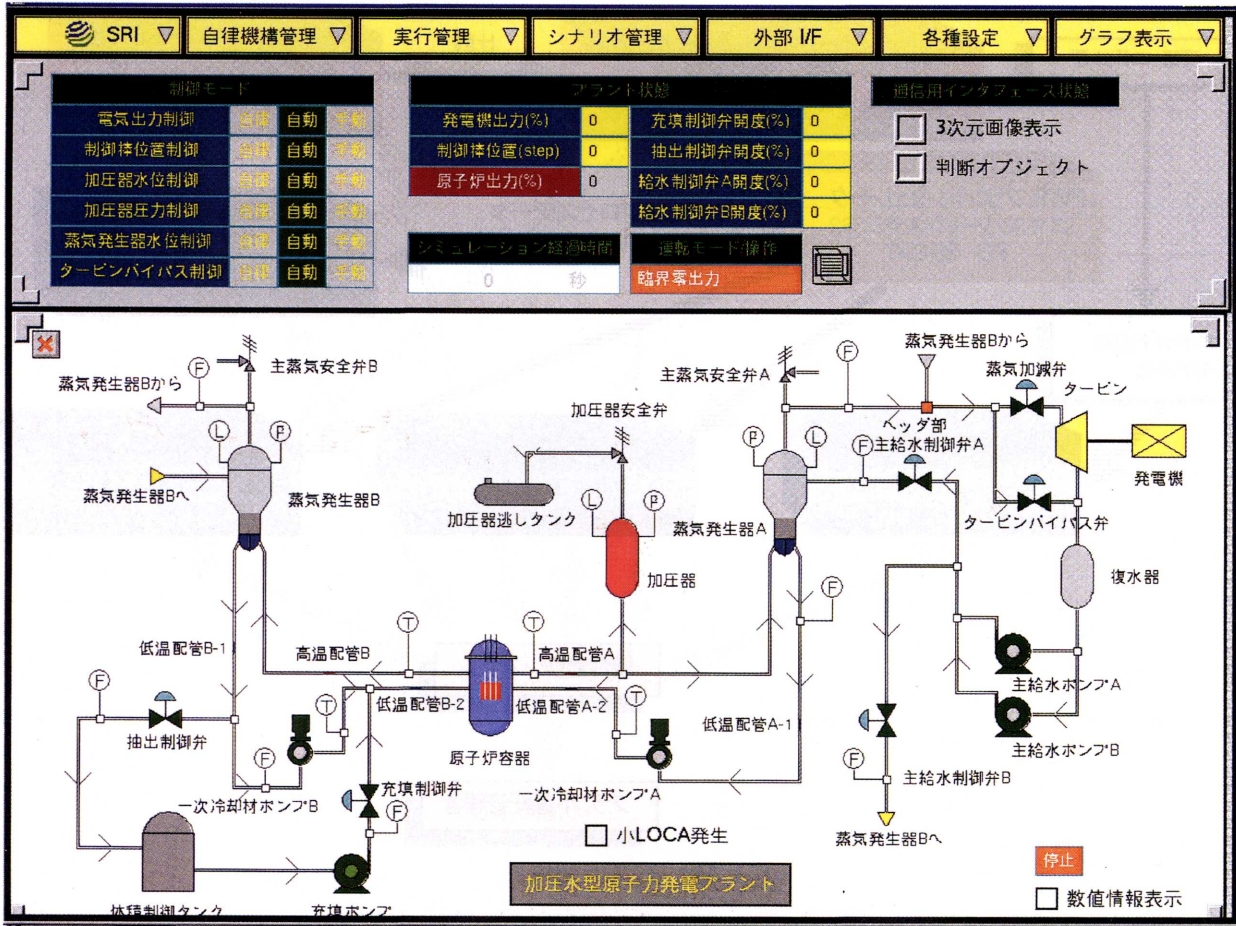 SRI
自律機構管理
実行管理
シナリオ管理
外部 I/F
各種設定
グラフ表示
制御モード
電気出力制御 自律 自動 手動
制御棒位置制御 自律 自動 手動
加圧器水位制御 自律 自動 手動
加圧器圧力制御 自律 自動 手動
蒸気発生器水位制御 自律 自動 手動
タービンバイパス制御 自律 自動 手動
プラント状態
発電機出力(%) 0 充填制御弁開度(%) 0
制御棒位置(step) 0 抽出制御弁開度(%) 0
原子炉出力(%) 0 給水制御弁A開度(%) 0
給水制御弁B開度(%) 0
シミュレーション経過時間
0 秒
運転モード/操作
臨界零出力
通信用インタフェース状態
3次元画像表示
判断オブジェクト
蒸気発生器Bから
F
主蒸気安全弁B
L
P
蒸気発生器Bへ
蒸気発生器B
加圧器安全弁
加圧器逃しタンク
L
P
加圧器
主蒸気安全弁A
F
P
L
蒸気発生器A
蒸気発生器Bから
ヘッダ部
蒸気加減弁
タービン
発電機
F
主給水制御弁A
タービンバイパス弁
復水器
F
低温配管B-1
高温配管B
T
T
高温配管A
低温配管B-2
低温配管A-2
T
T
低温配管A-1
原子炉容器
F
抽出制御弁
F
一次冷却材ポンプB
充填制御弁
F
一次冷却材ポンプA
主給水ポンプA
主給水ポンプB
F
主給水制御弁B
蒸気発生器Bへ
体積制御タンク
充填ポンプ
小LOCA発生
加圧水型原子力発電プラント
停止
数値情報表示